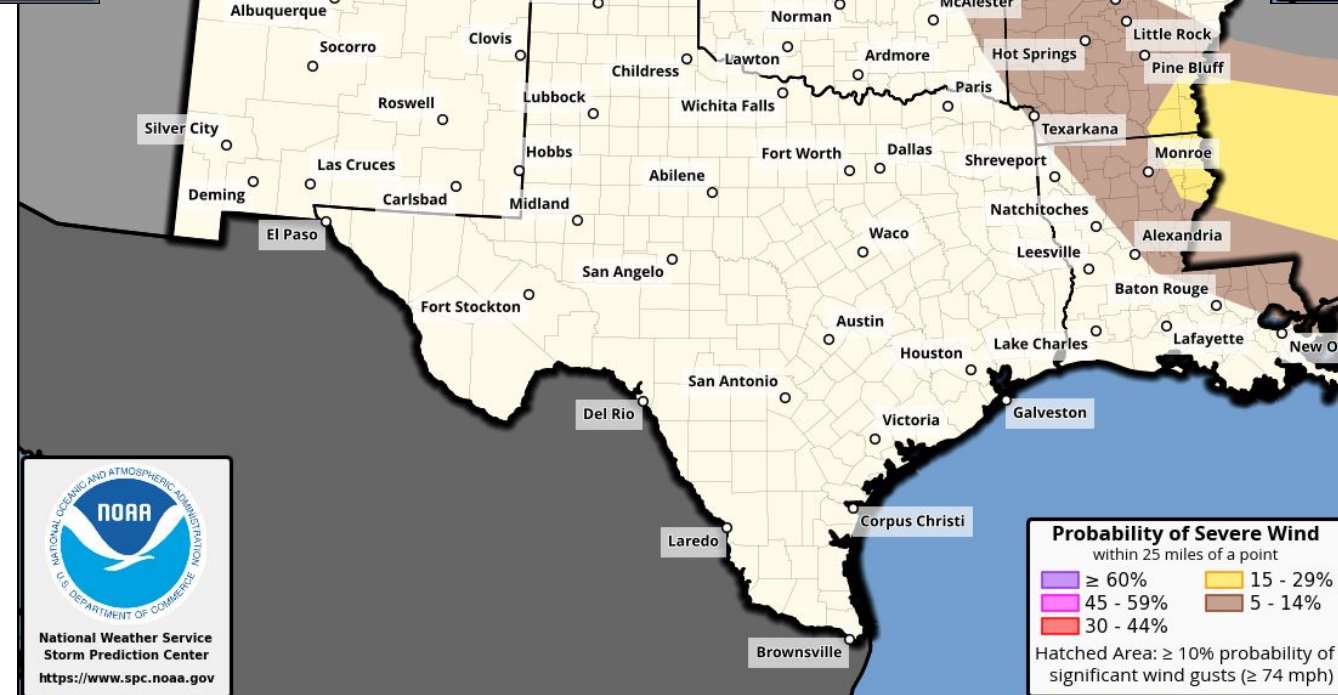 Albuquerque
Norman
McAlester
Socorro
Clovis
Little Rock
Childress
Lawton
Ardmore
Hot Springs
Pine Bluff
Roswell
Lubbock
Wichita Falls
Paris
Silver City
Texarkana
Las Cruces
Hobbs
Fort Worth
Dallas
Shreveport
Monroe
Deming
Carlsbad
Midland
Abilene
Natchitoches
El Paso
Waco
Alexandria
San Angelo
Leesville
Fort Stockton
Baton Rouge
Austin
Houston
Lake Charles
Lafayette
New O
San Antonio
Del Rio
Victoria
Galveston
Laredo
Corpus Christi
Brownsville
NATIONAL OCEANIC AND ATMOSPHERIC ADMINISTRATION
NOAA
U.S. DEPARTMENT OF COMMERCE
National Weather Service
Storm Prediction Center
https://www.spc.noaa.gov
Probability of Severe Wind
within 25 miles of a point
≥ 60% 15 - 29%
45 - 59% 5 - 14%
30 - 44%
Hatched Area: ≥ 10% probability of
significant wind gusts (≥ 74 mph)